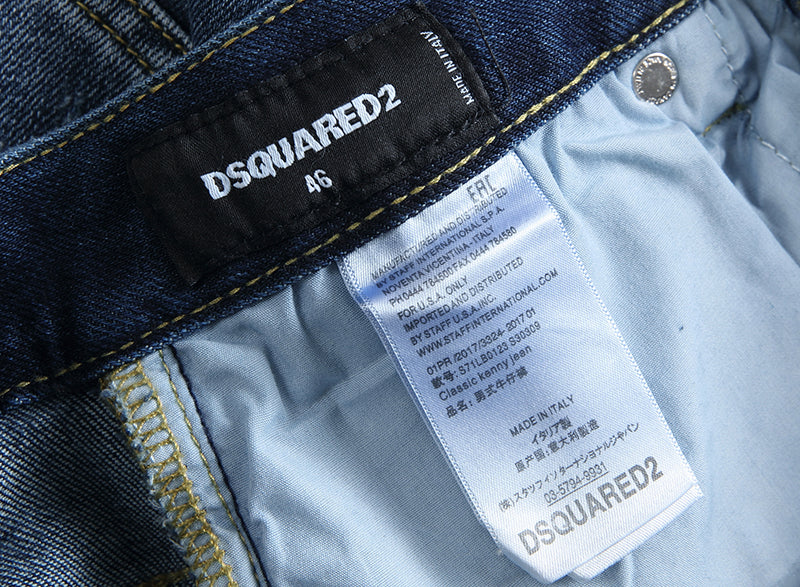 MADE IN ITALY
DSQUARED2
46
EAC
MANUFACTURED AND DISTRIBUTED
BY STAFF INTERNATIONAL S.P.A.
NOVENTA VICENTINA-ITALY
PH 0444 784500 FAX 0444 784580
FOR U.S.A. ONLY
IMPORTED AND DISTRIBUTED
BY STAFF U.S.A. INC.
WWW.STAFFINTERNATIONAL.COM
01PR /2017/3324-2017 01
款号: S71LB0123 S30309
Classic kenny jean
品名: 男式牛仔裤
MADE IN ITALY
イタリア製
原产国: 意大利製造
(株)スタッフインターナショナルジャパン
03-5794-9931
DSQUARED2